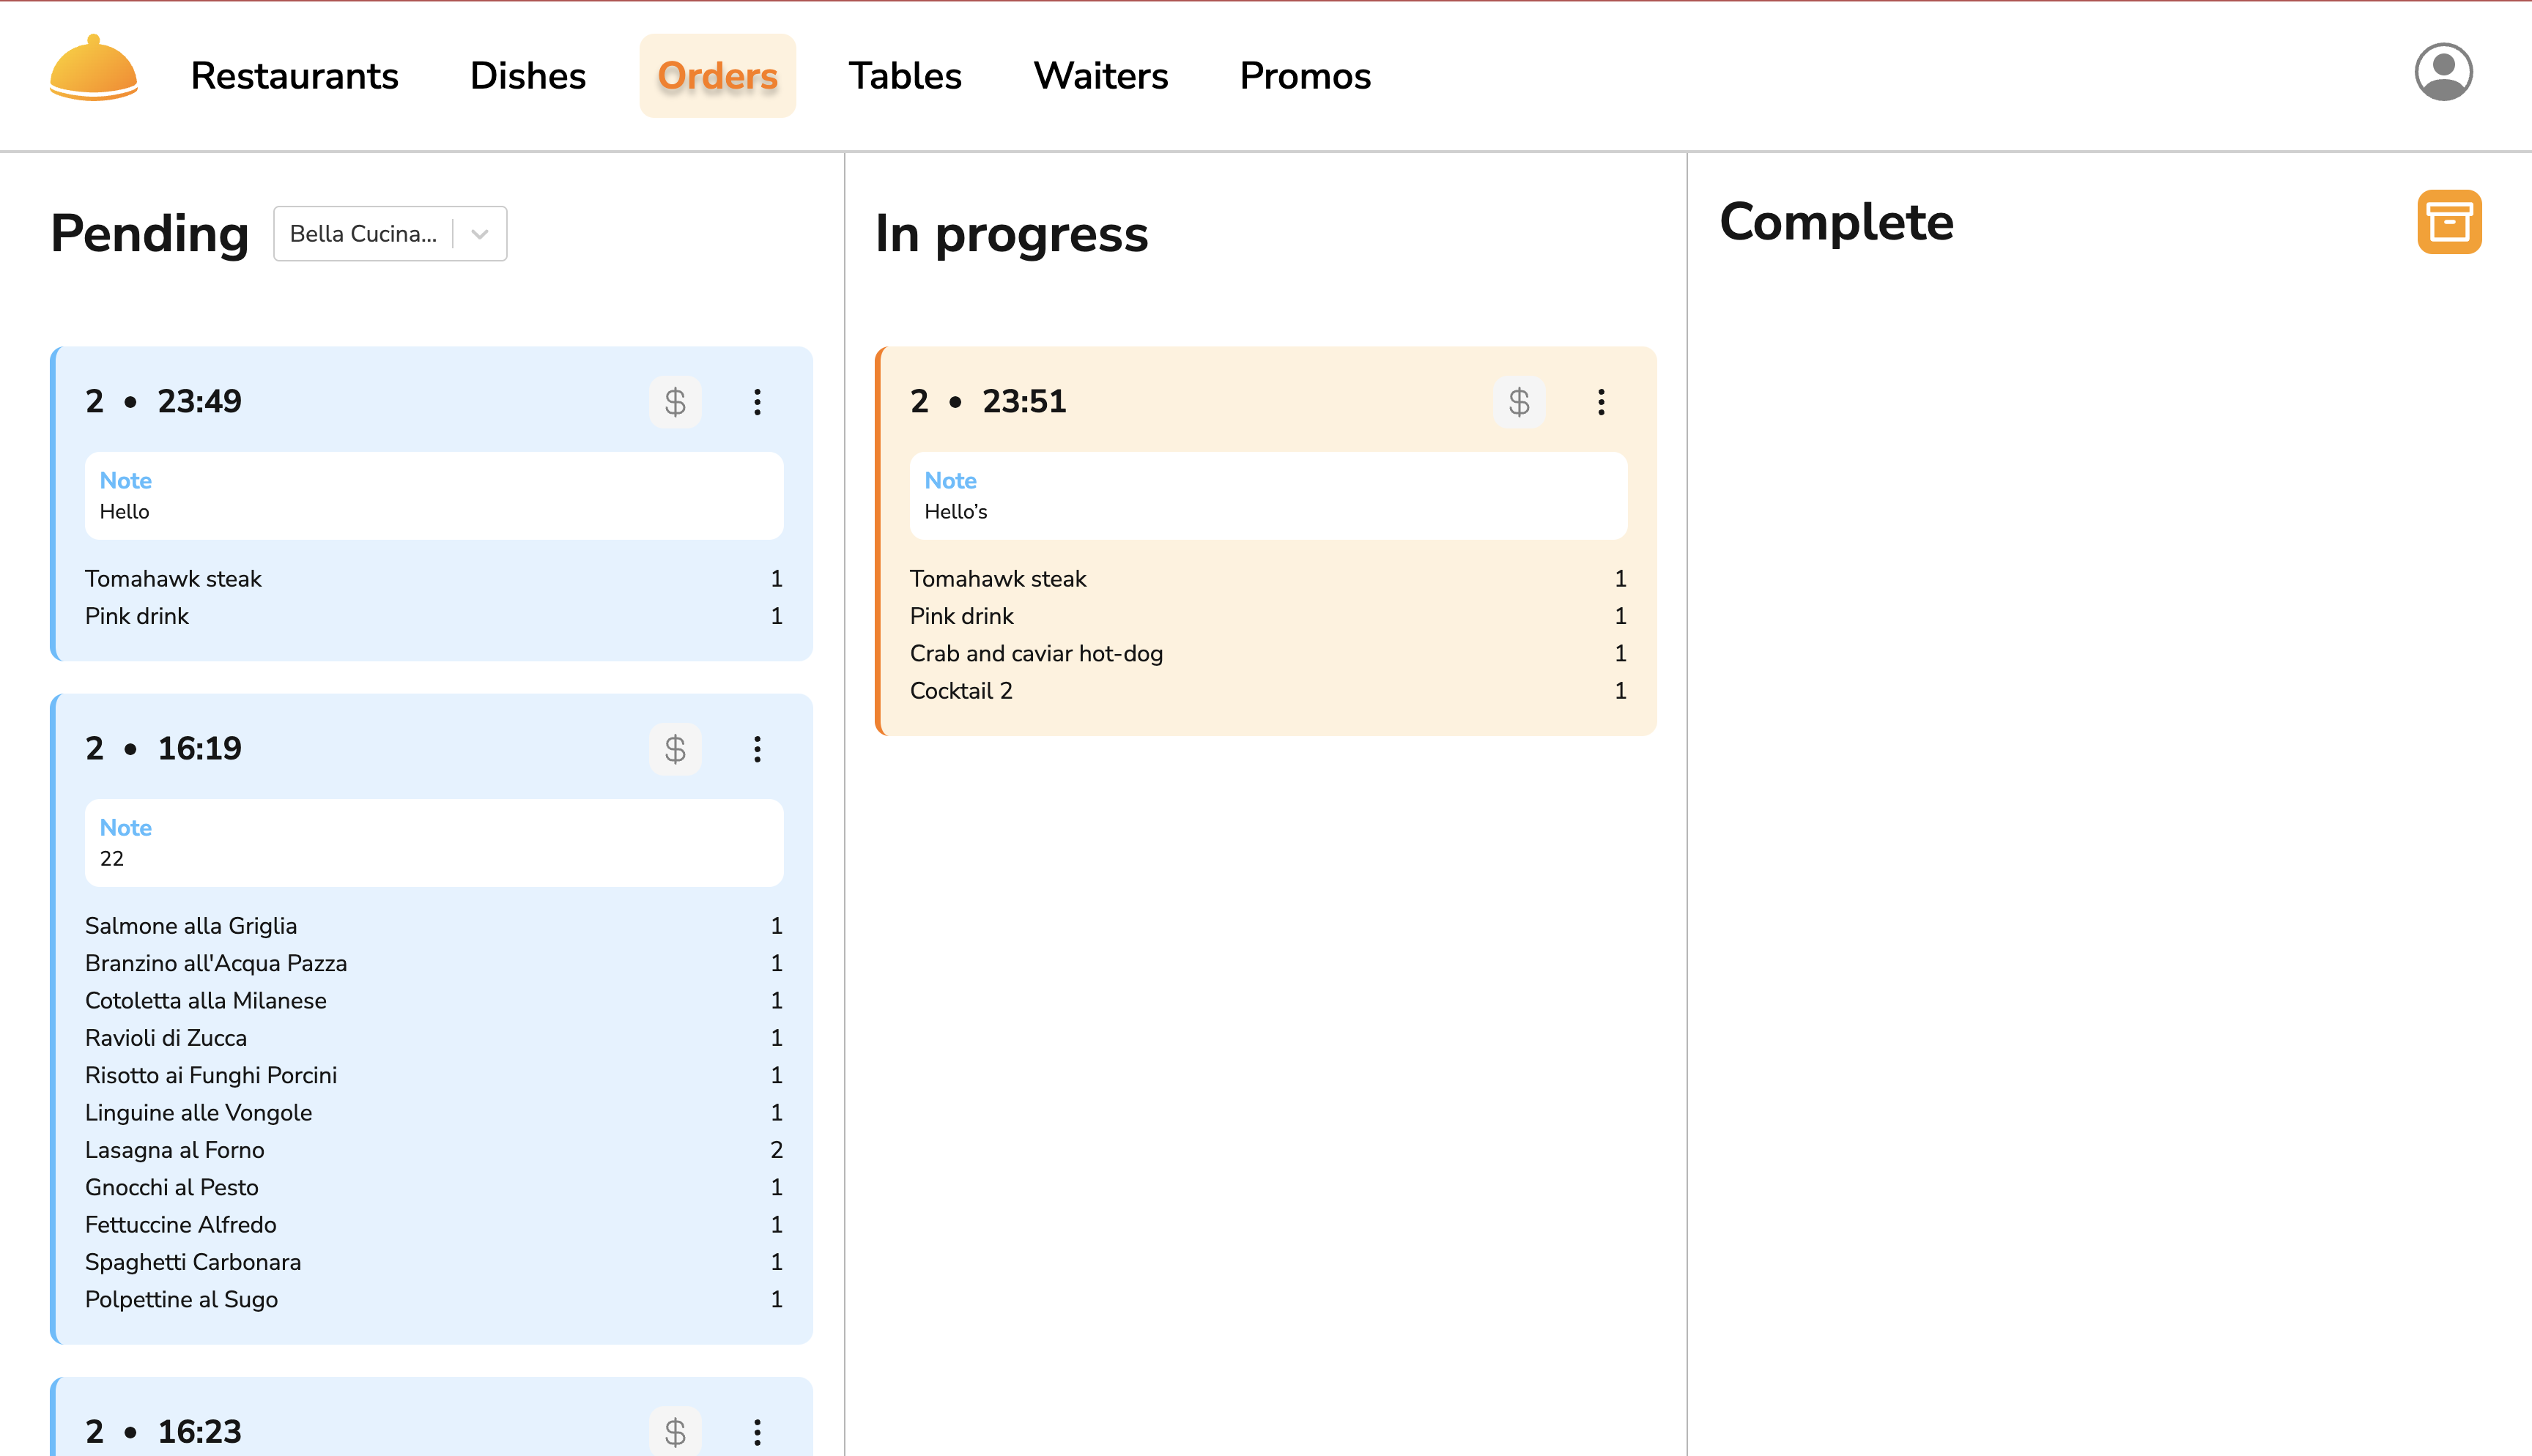 Restaurants Dishes Orders Tables Waiters Promos
Pending Bella Cucina...
2 • 23:49 $
Note
Hello
Tomahawk steak 1
Pink drink 1
2 • 16:19 $
Note
22
Salmone alla Griglia 1
Branzino all'Acqua Pazza 1
Cotoletta alla Milanese 1
Ravioli di Zucca 1
Risotto ai Funghi Porcini 1
Linguine alle Vongole 1
Lasagna al Forno 2
Gnocchi al Pesto 1
Fettuccine Alfredo 1
Spaghetti Carbonara 1
Polpettine al Sugo 1
2 • 16:23 $
In progress
2 • 23:51 $
Note
Hello’s
Tomahawk steak 1
Pink drink 1
Crab and caviar hot-dog 1
Cocktail 2 1
Complete